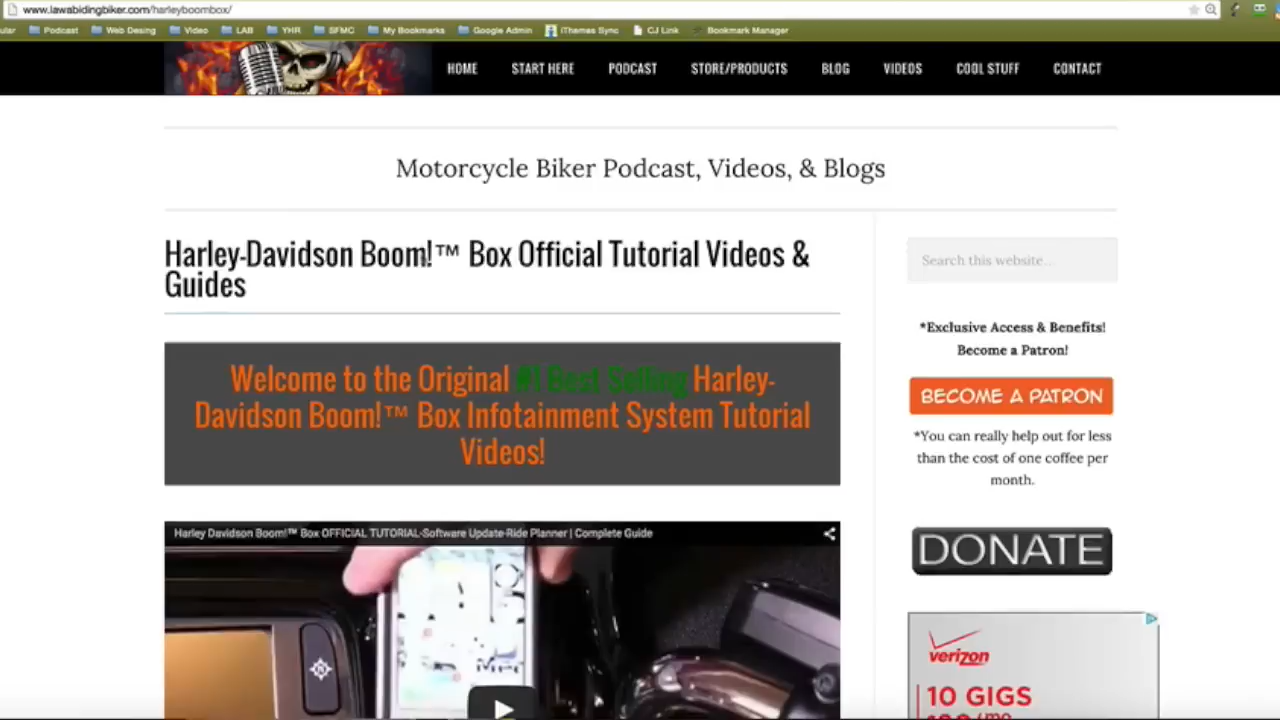 www.lawabidingbiker.com/harleyboombox/
ular Podcast Web Desing Video LAB YHR SFMC My Bookmarks Google Admin iThemes Sync CJ Link Bookmark Manager
HOME START HERE PODCAST STORE/PRODUCTS BLOG VIDEOS COOL STUFF CONTACT
Motorcycle Biker Podcast, Videos, & Blogs
Harley-Davidson Boom!™ Box Official Tutorial Videos &
Guides
Welcome to the Original #1 Best Selling Harley-
Davidson Boom!™ Box Infotainment System Tutorial
Videos!
Harley Davidson Boom!™ Box OFFICIAL TUTORIAL-Software Update-Ride Planner | Complete Guide
Search this website...
*Exclusive Access & Benefits!
Become a Patron!
BECOME A PATRON
*You can really help out for less
than the cost of one coffee per
month.
DONATE
verizon
10 GIGS
/mo